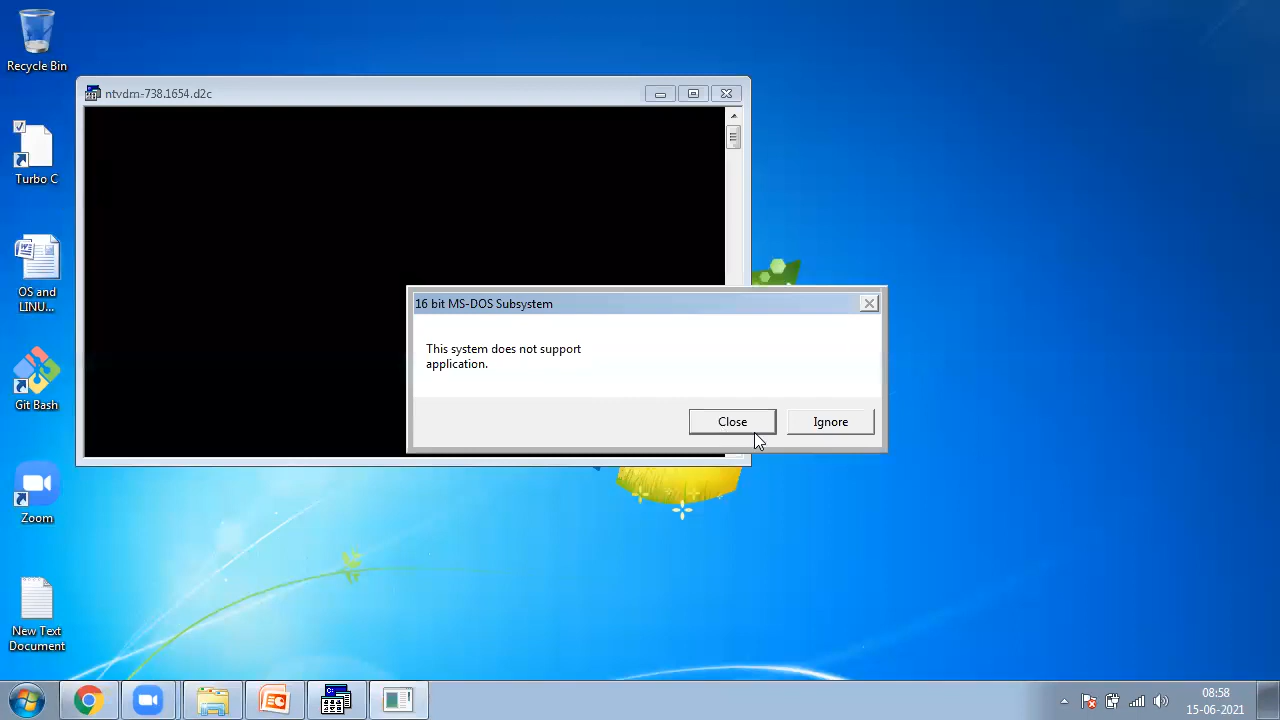 Recycle Bin
ntvdm-738.1654.d2c
Turbo C
OS and
LINU...
16 bit MS-DOS Subsystem
This system does not support
application.
Close
Ignore
Git Bash
Zoom
New Text
Document
08:58
15-06-2021